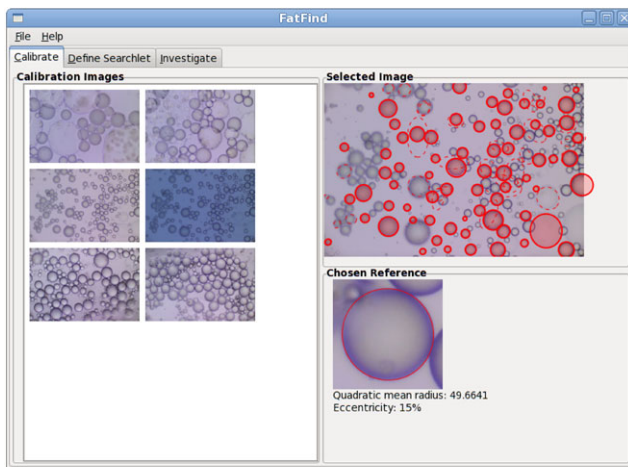 FatFind
File Help
Calibrate Define Searchlet Investigate
Calibration Images
Selected Image
Chosen Reference
Quadratic mean radius: 49.6641
Eccentricity: 15%